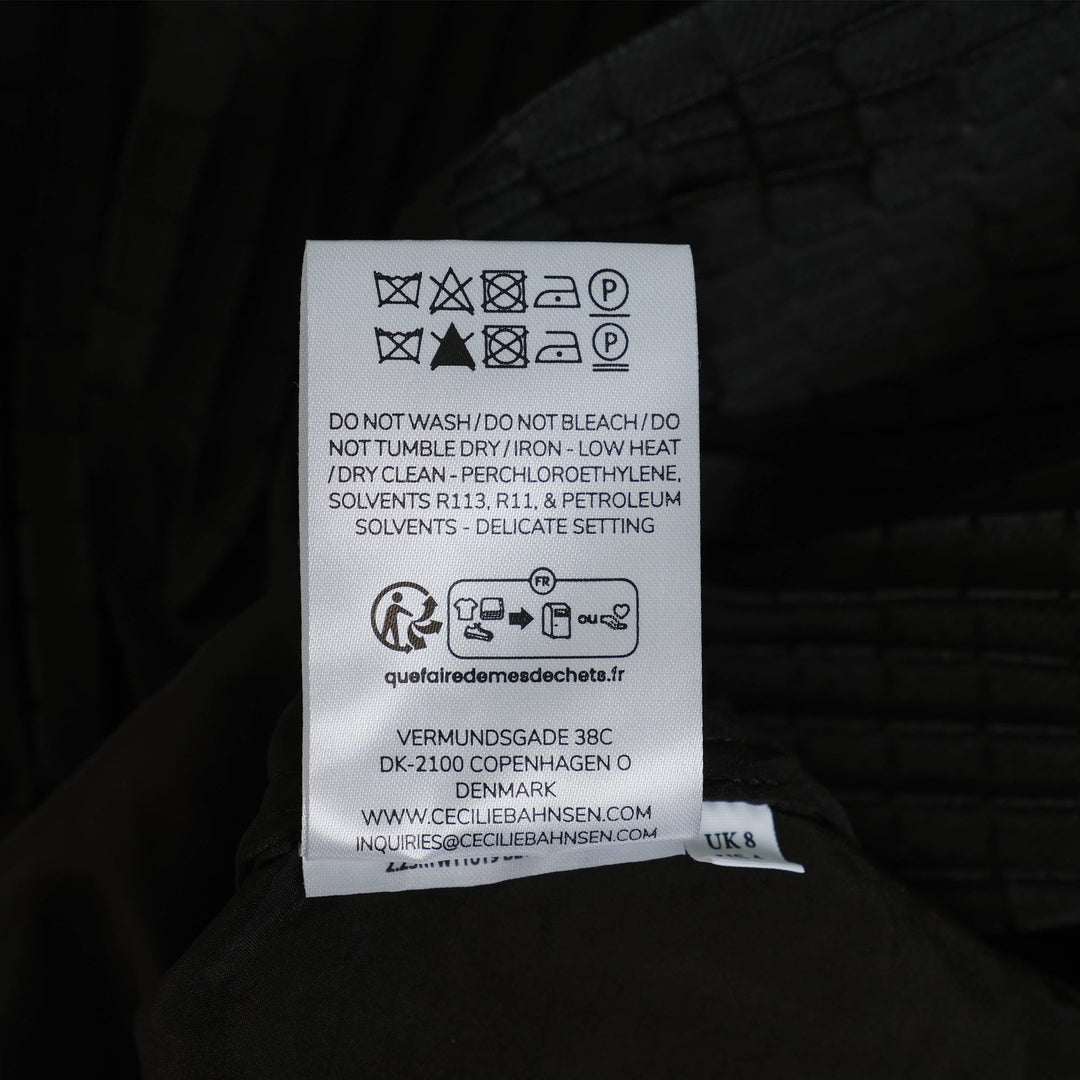 P
P
DO NOT WASH / DO NOT BLEACH / DO
NOT TUMBLE DRY / IRON - LOW HEAT
/ DRY CLEAN - PERCHLOROETHYLENE,
SOLVENTS R113, R11, & PETROLEUM
SOLVENTS - DELICATE SETTING
FR
ou
quefairedemesdechets.fr
VERMUNDSGADE 38C
DK-2100 COPENHAGEN O
DENMARK
WWW.CECILIEBAHNSEN.COM
INQUIRIES@CECILIEBAHNSEN.COM
UK 8